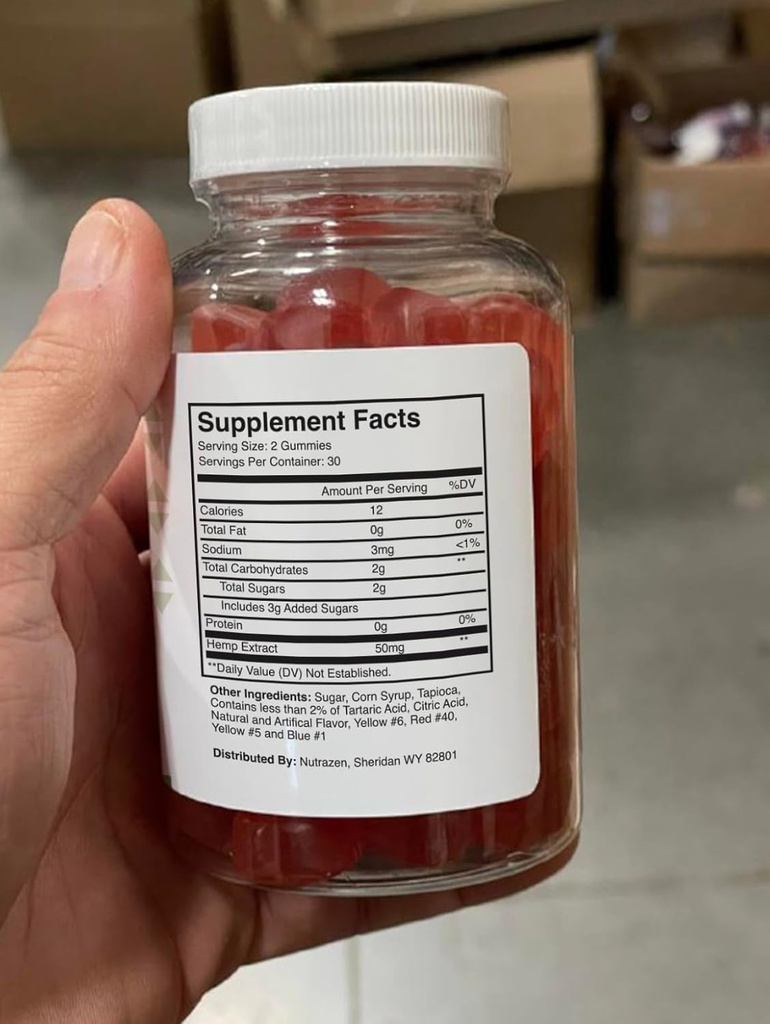 Supplement Facts
Serving Size: 2 Gummies
Servings Per Container: 30
Amount Per Serving %DV
Calories 12
Total Fat 0g 0%
Sodium 3mg <1%
Total Carbohydrates 2g **
Total Sugars 2g
Includes 3g Added Sugars
Protein 0g 0%
Hemp Extract 50mg **
**Daily Value (DV) Not Established.
Other Ingredients: Sugar, Corn Syrup, Tapioca,
Contains less than 2% of Tartaric Acid, Citric Acid,
Natural and Artifical Flavor, Yellow #6, Red #40,
Yellow #5 and Blue #1
Distributed By: Nutrazen, Sheridan WY 82801